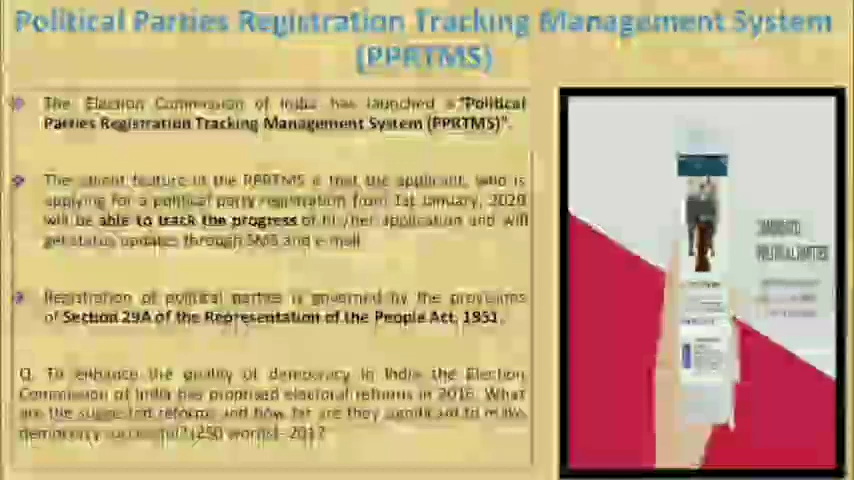 Political Parties Registration Tracking Management System
(PPRTMS)
The Election Commission of India has launched a "Political
Parties Registration Tracking Management System (PPRTMS)".
The salient feature in the PPRTMS is that the applicant, who is
applying for a political party registration from 1st January, 2020
will be able to track the progress of his/her application and will
get status updates through SMS and e-mail
Registration of political parties is governed by the provisions
of Section 29A of the Representation of the People Act, 1951.
Q. To enhance the quality of democracy in India the Election
Commission of India has proposed electoral reforms in 2016. What
are the suggested reforms and how far are they significant to make
democracy successful? (250 words)- 2017
POLITICAL PARTIES